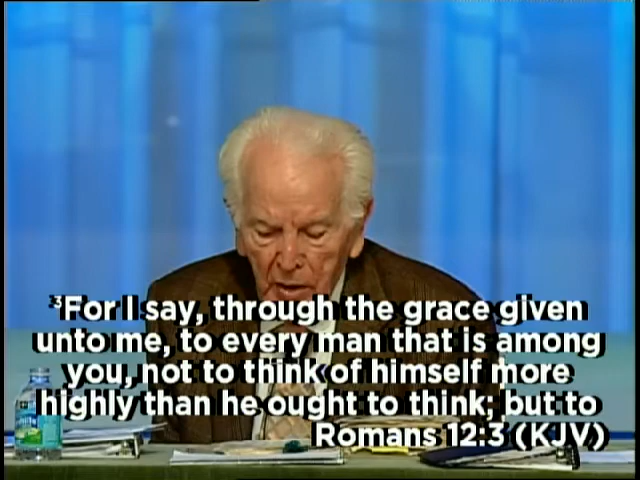 ³For I say, through the grace given
unto me, to every man that is among
you, not to think of himself more
highly than he ought to think; but to
Romans 12:3 (KJV)